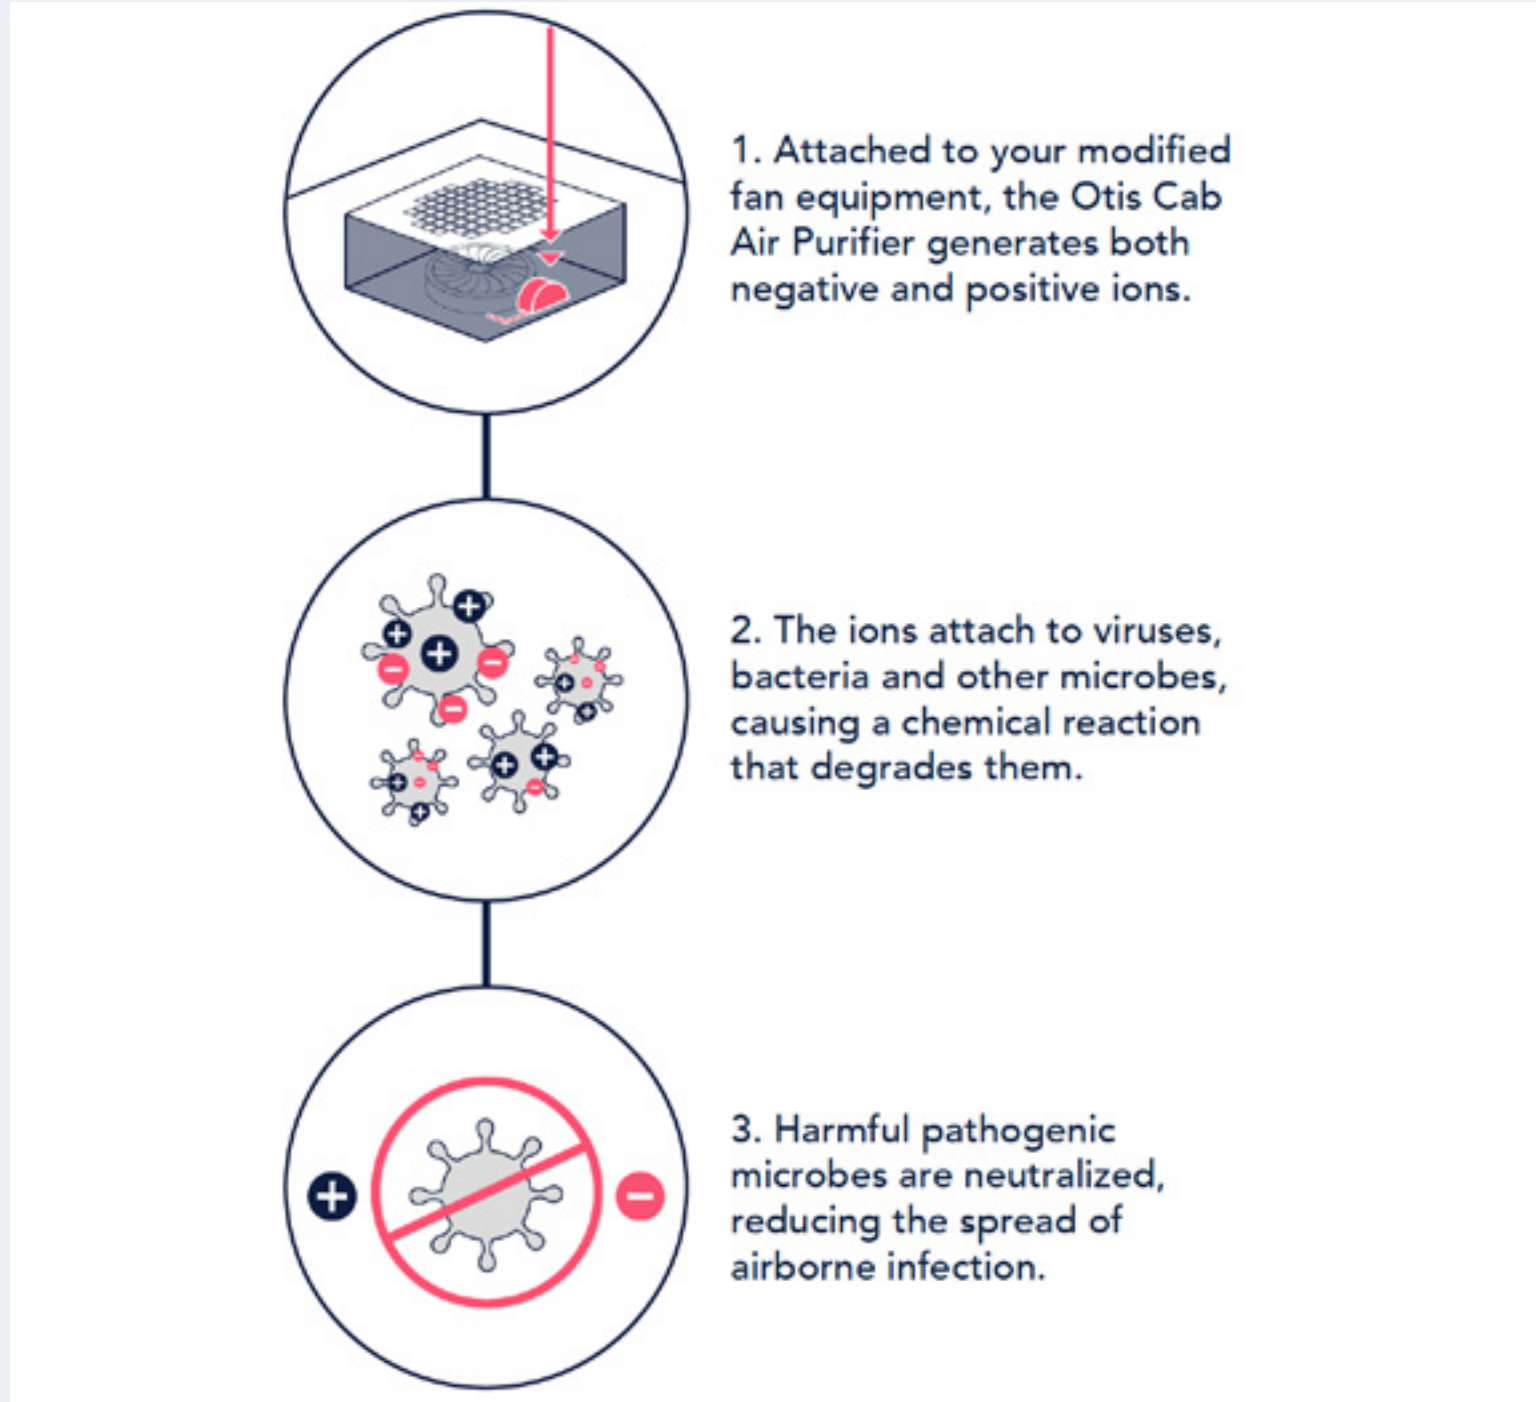 1. Attached to your modified
fan equipment, the Otis Cab
Air Purifier generates both
negative and positive ions.
2. The ions attach to viruses,
bacteria and other microbes,
causing a chemical reaction
that degrades them.
3. Harmful pathogenic
microbes are neutralized,
reducing the spread of
airborne infection.